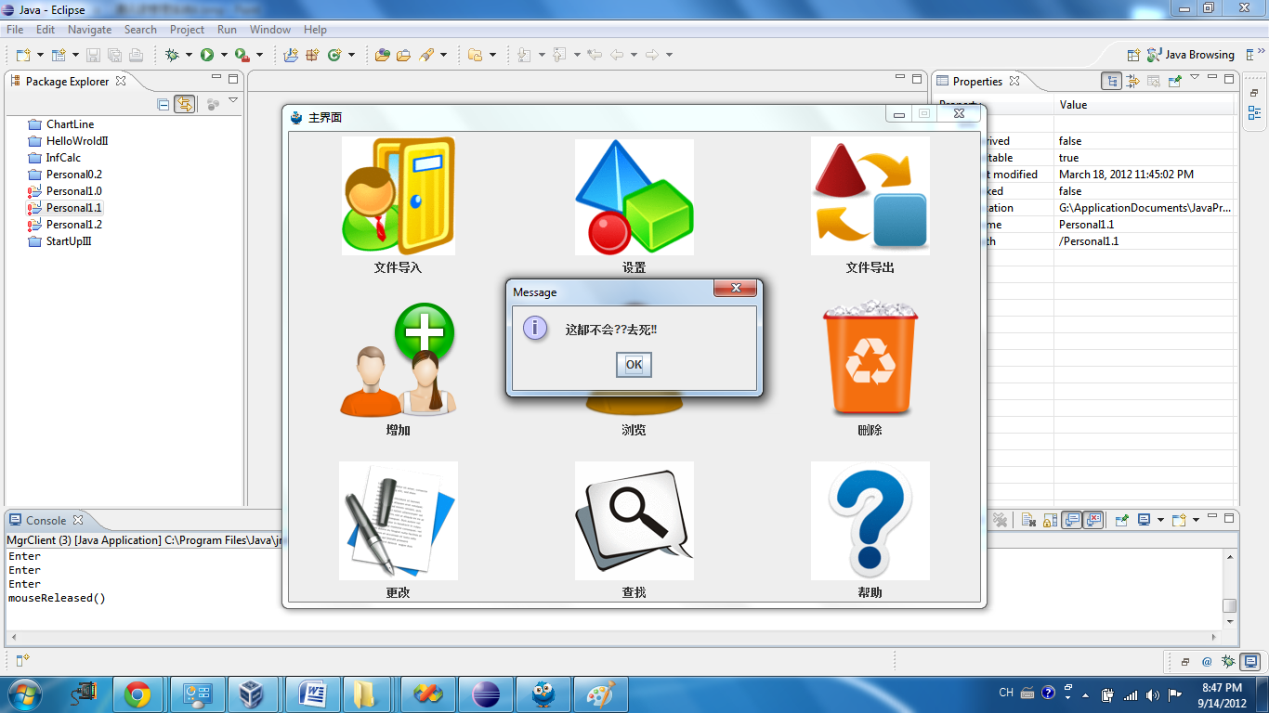 Java - Eclipse
File Edit Navigate Search Project Run Window Help
Java Browsing
Package Explorer
Properties
Value
ChartLine
HelloWroldII
InfCalc
Personal0.2
Personal1.0
Personal1.1
Personal1.2
StartUpIII
false
true
March 18, 2012 11:45:02 PM
false
G:\ApplicationDocuments\JavaPr...
Personal1.1
/Personal1.1
主界面
文件导入
设置
文件导出
Message
这都不会??去死!!
OK
增加
浏览
删除
更改
查找
帮助
Console
MgrClient (3) [Java Application] C:\Program Files\Java\j
Enter
Enter
Enter
mouseReleased()
CH
8:47 PM
9/14/2012